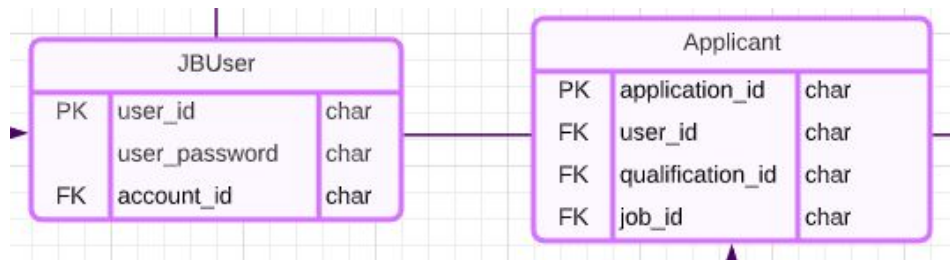 JBUser
PK user_id char
user_password char
FK account_id char
Applicant
PK application_id char
FK user_id char
FK qualification_id char
FK job_id char